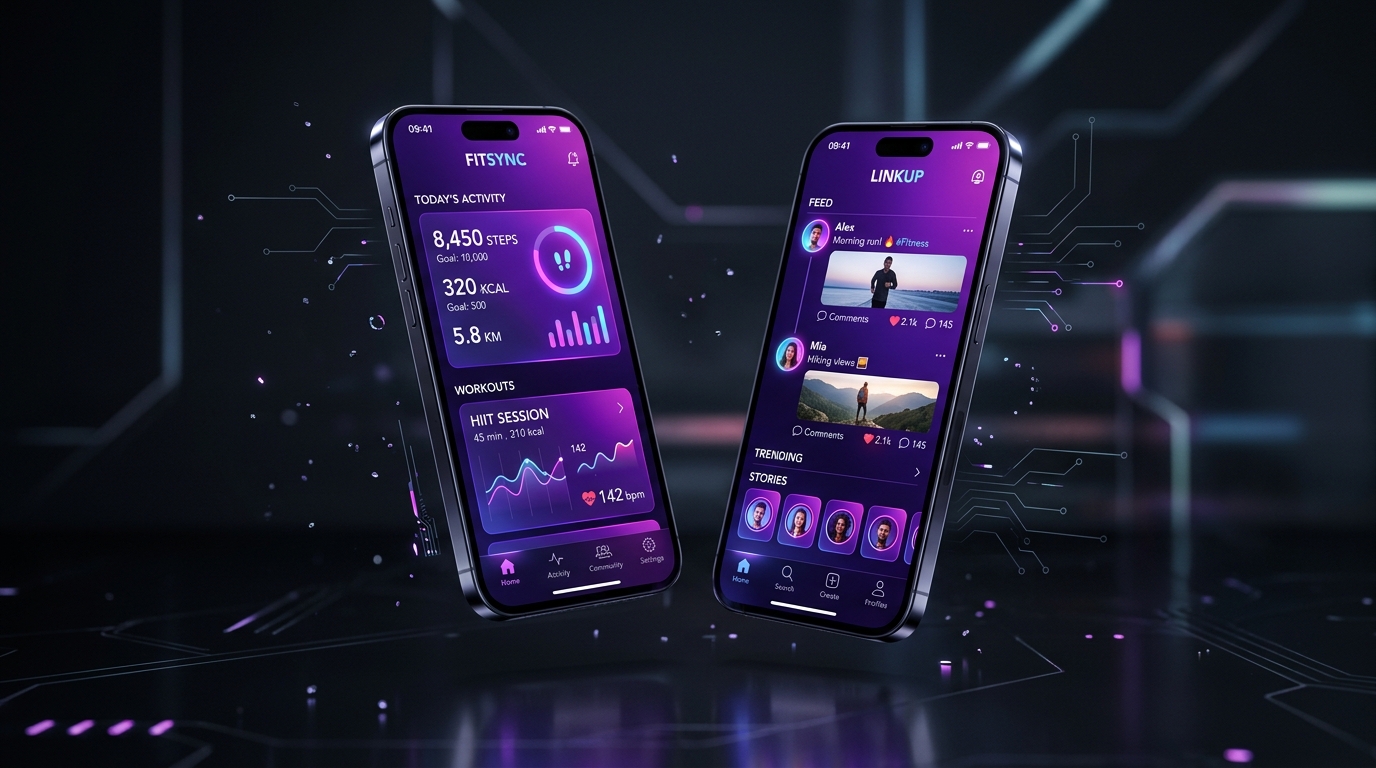 09:41
FITSYNC
TODAY'S ACTIVITY
8,450 STEPS
Goal: 10,000
320 KCAL
Goal: 500
5.8 KM
WORKOUTS
HIIT SESSION
45 min, 210 kcal
142
142 bpm
Home
Activity
Community
Settings
09:41
LINKUP
FEED
Alex
Morning run! 🔥 #Fitness
Comments
2.1k
145
Mia
Hiking views 🌄
Comments
2.1k
145
TRENDING
STORIES
Home
Search
Create
Profiles